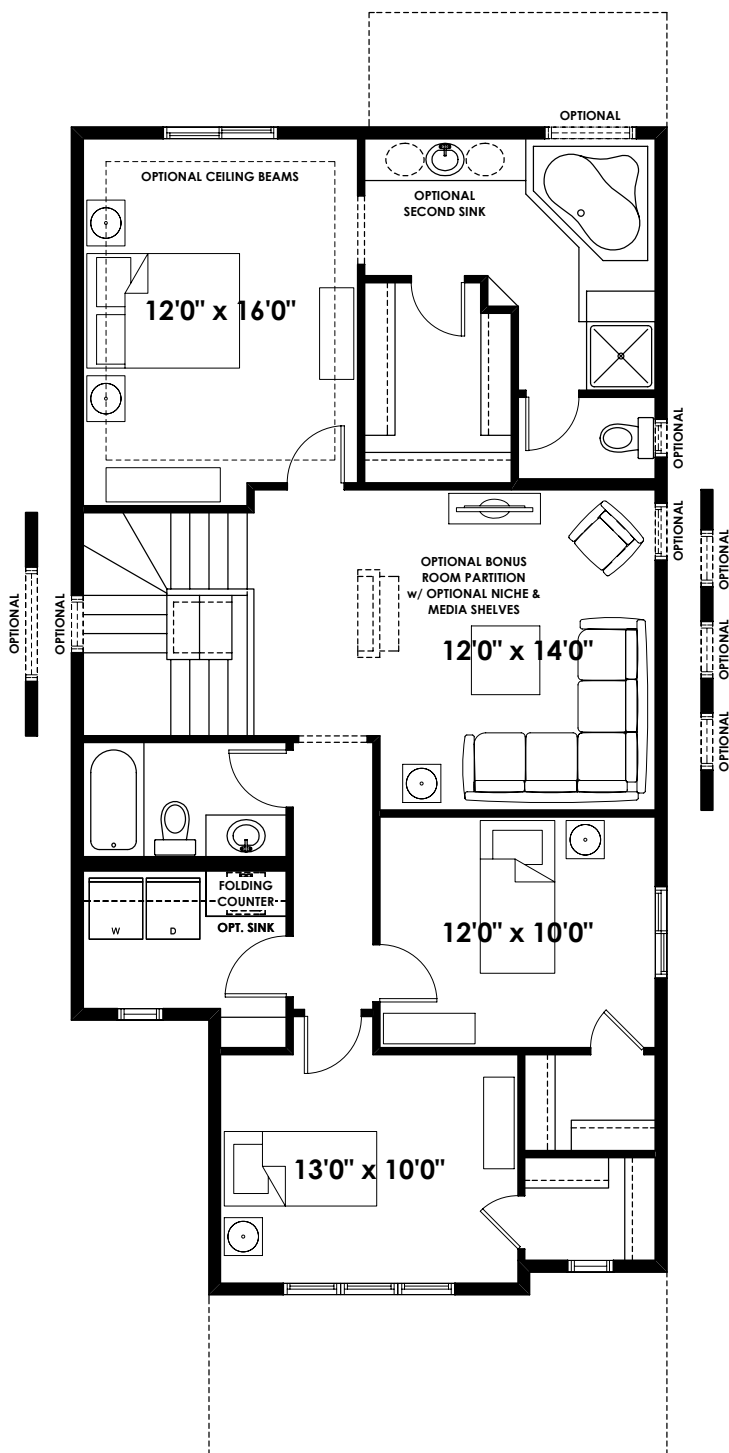 OPTIONAL
OPTIONAL CEILING BEAMS
OPTIONAL
SECOND SINK
12'0" x 16'0"
OPTIONAL
OPTIONAL
OPTIONAL
OPTIONAL
OPTIONAL
OPTIONAL
OPTIONAL
OPTIONAL BONUS
ROOM PARTITION
w/ OPTIONAL NICHE &
MEDIA SHELVES
12'0" x 14'0"
FOLDING
COUNTER
OPT. SINK
W
D
12'0" x 10'0"
13'0" x 10'0"